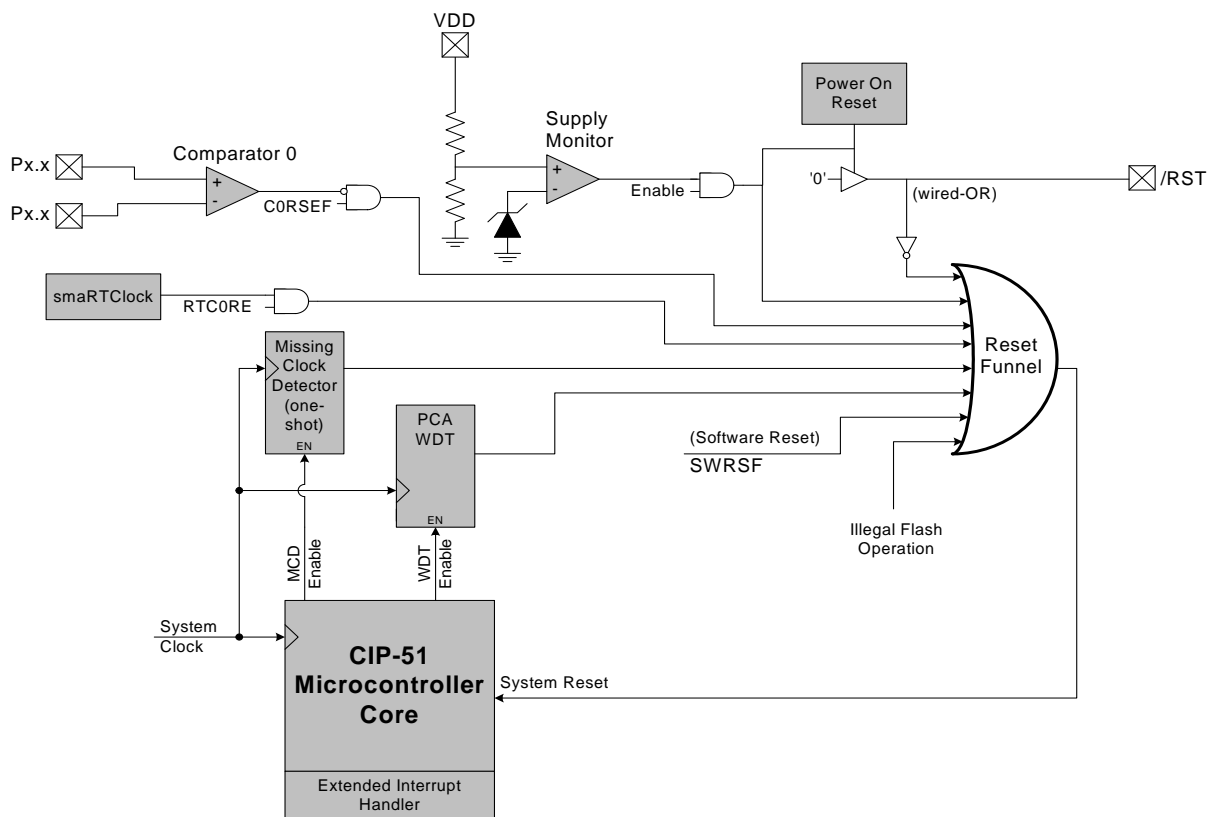 VDD
Power On
Reset
Supply
Monitor
Comparator 0
Px.x
+
-
Px.x
C0RSEF
+
-
Enable
'0'
/RST
(wired-OR)
smaRTClock
RTC0RE
Missing
Clock
Detector
(one-
shot)
EN
Reset
Funnel
PCA
WDT
EN
(Software Reset)
SWRSF
Illegal Flash
Operation
MCD
Enable
WDT
Enable
System
Clock
CIP-51
Microcontroller
Core
System Reset
Extended Interrupt
Handler